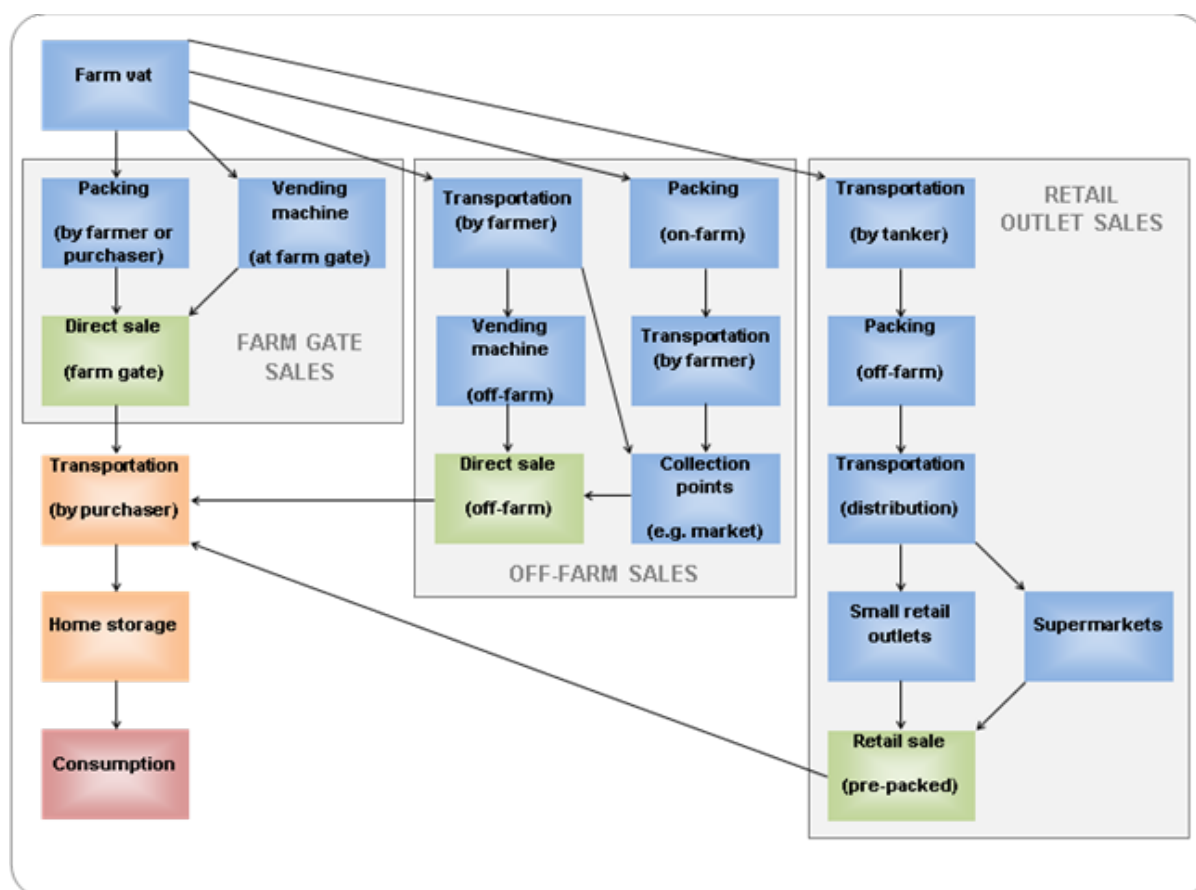 Farm vat
Packing
(by farmer or
purchaser)
Vending
machine
(at farm gate)
Direct sale
(farm gate)
FARM GATE
SALES
Transportation
(by purchaser)
Home storage
Consumption
Transportation
(by farmer)
Packing
(on-farm)
Vending
machine
(off-farm)
Transportation
(by farmer)
Direct sale
(off-farm)
Collection
points
(e.g. market)
OFF-FARM SALES
Transportation
(by tanker)
RETAIL
OUTLET SALES
Packing
(off-farm)
Transportation
(distribution)
Small retail
outlets
Supermarkets
Retail sale
(pre-packed)